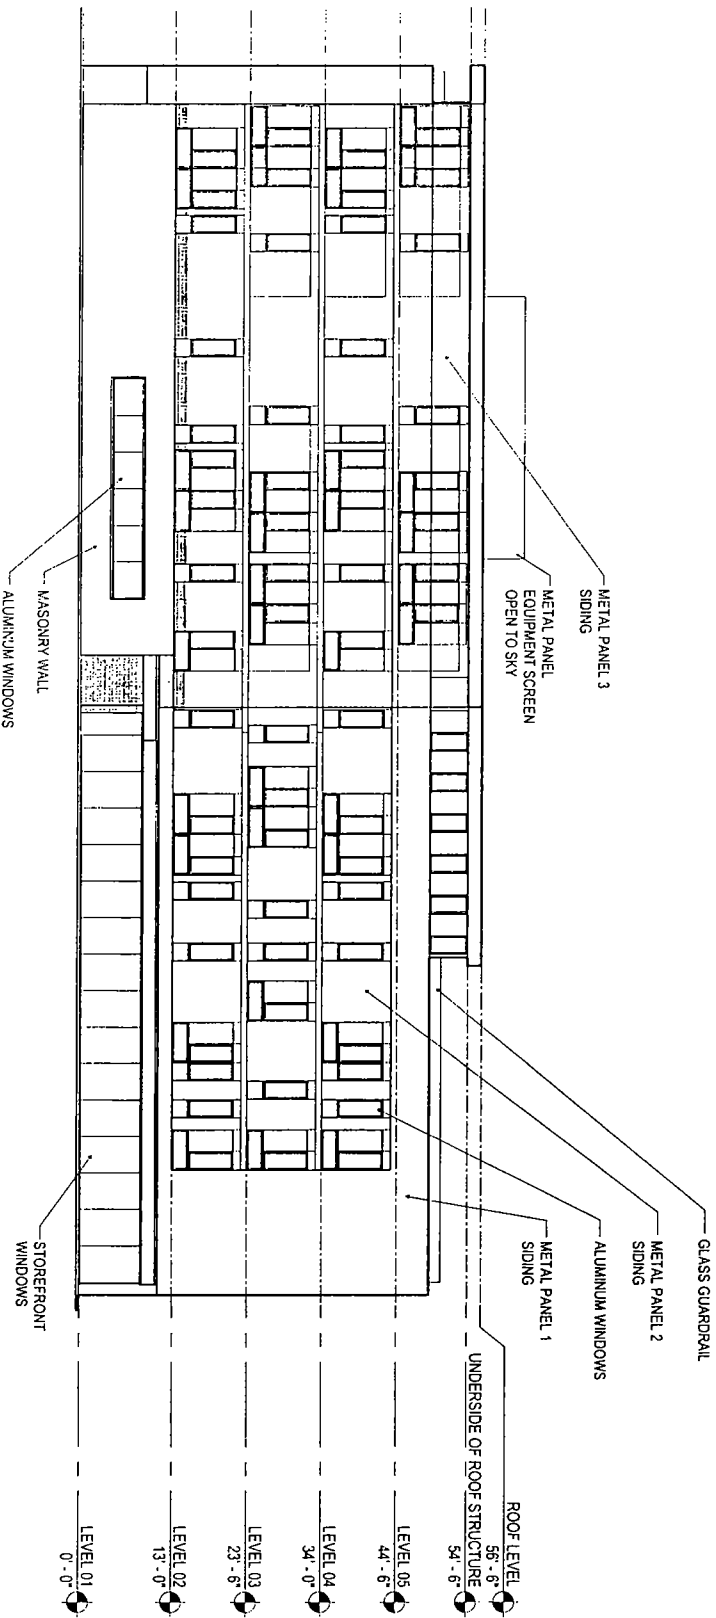 GLASS GUARDRAIL
METAL PANEL 2
SIDING
ALUMINUM WINDOWS
METAL PANEL 1
SIDING
METAL PANEL 3
SIDING
METAL PANEL
EQUIPMENT SCREEN
OPEN TO SKY
ROOF LEVEL
56' - 6"
UNDERSIDE OF ROOF STRUCTURE
54' - 6"
LEVEL 05
44' - 6"
LEVEL 04
34' - 0"
LEVEL 03
23' - 6"
LEVEL 02
13' - 0"
LEVEL 01
0' - 0"
MASONRY WALL
ALUMINUM WINDOWS
STOREFRONT
WINDOWS